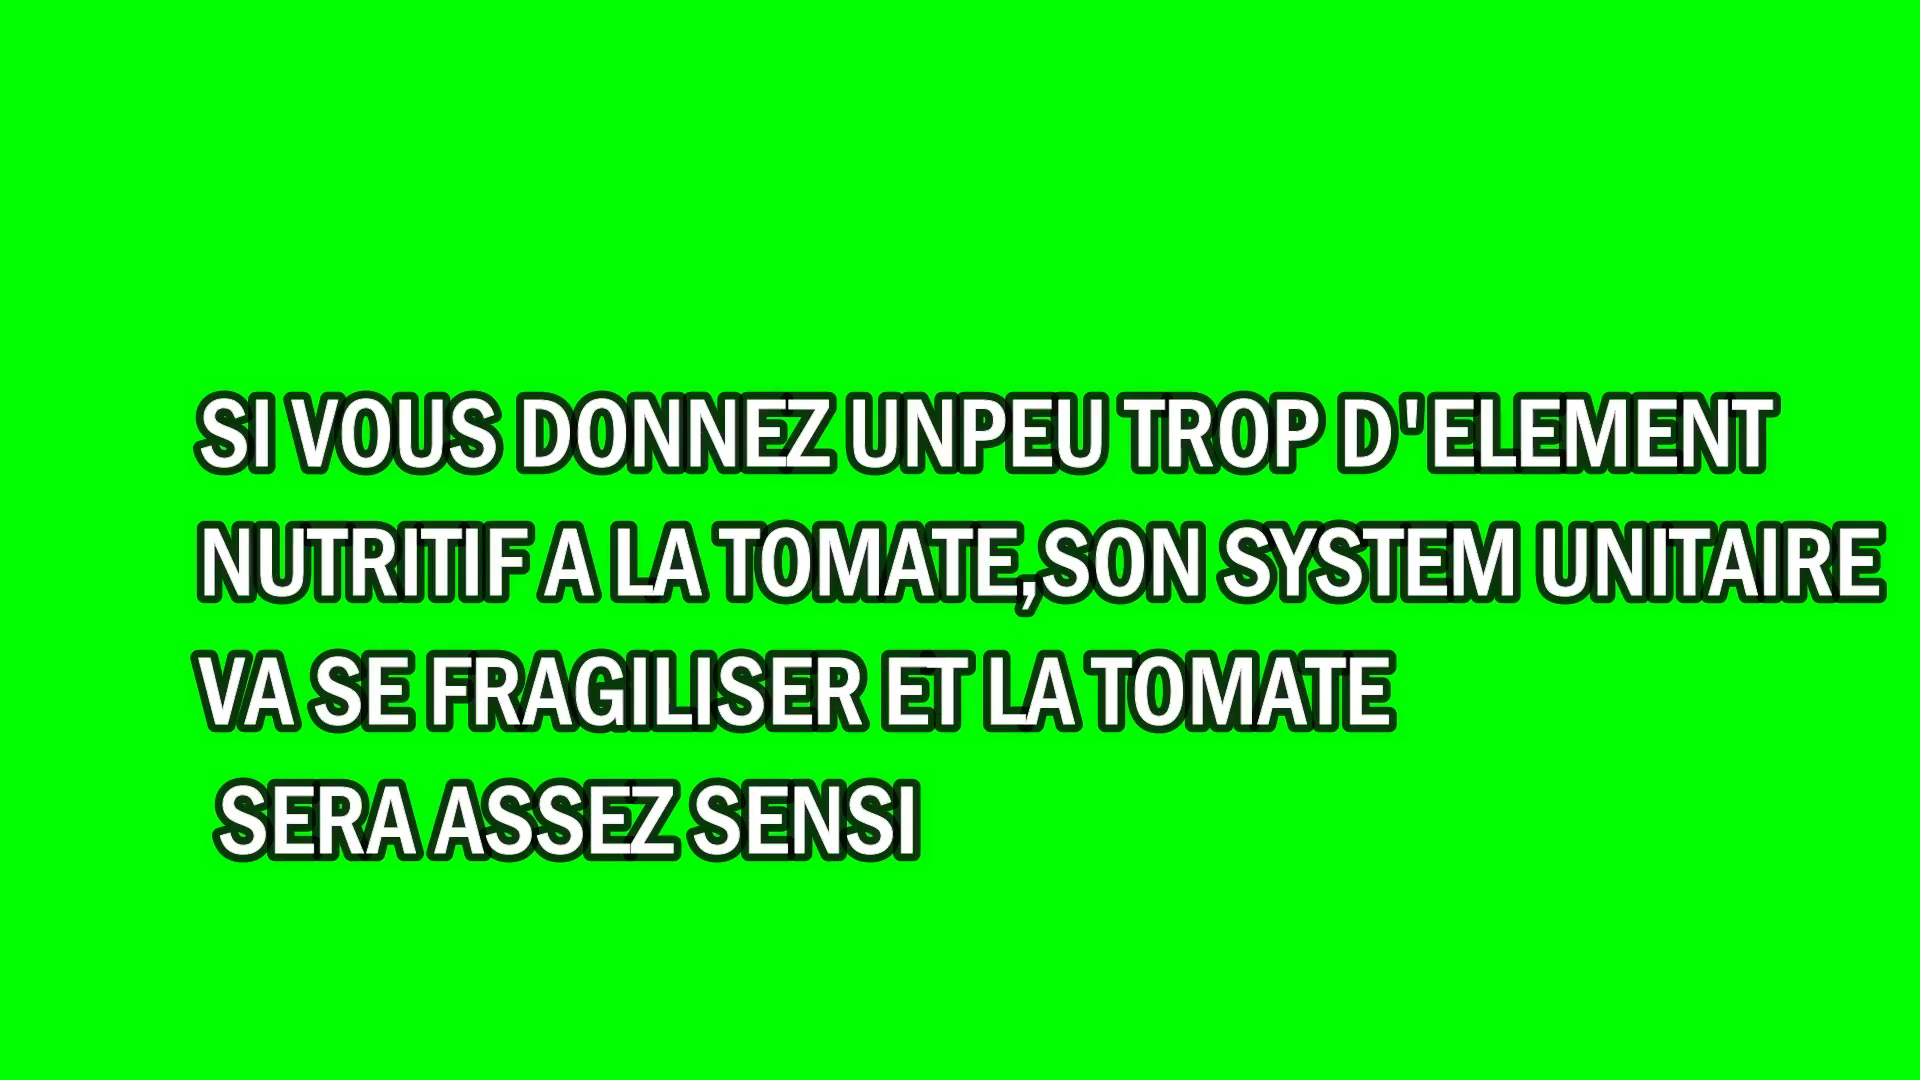 SI VOUS DONNEZ UNPEU TROP D'ELEMENT
NUTRITIF A LA TOMATE,SON SYSTEM UNITAIRE
VA SE FRAGILISER ET LA TOMATE
SERA ASSEZ SENSI